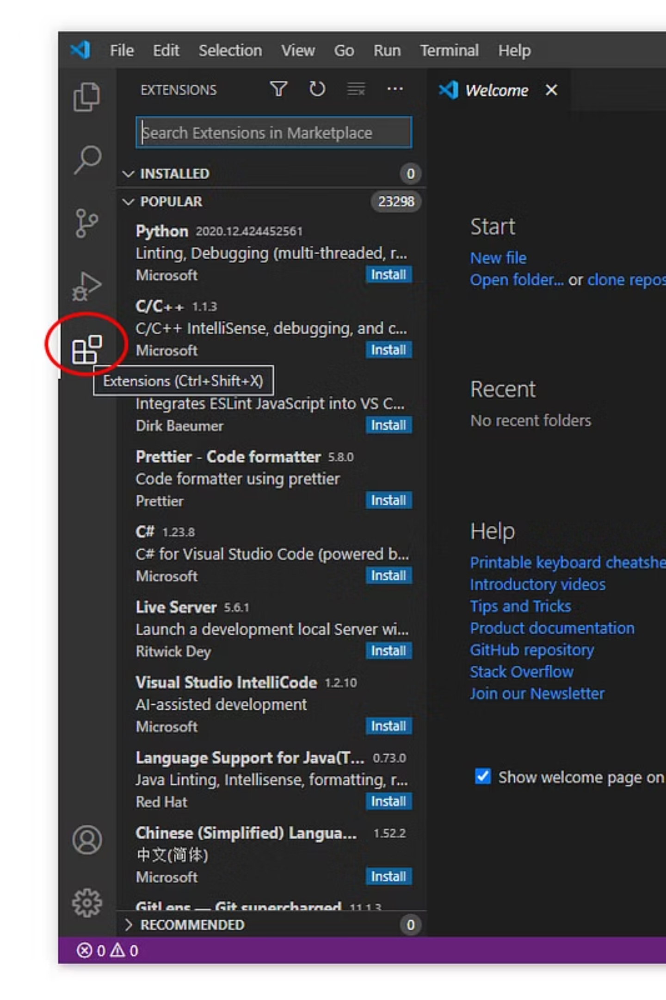 File Edit Selection View Go Run Terminal Help
EXTENSIONS
Search Extensions in Marketplace
INSTALLED 0
POPULAR 23298
Python 2020.12.424452561
Linting, Debugging (multi-threaded, r...
Microsoft Install
C/C++ 1.1.3
C/C++ IntelliSense, debugging, and c...
Microsoft Install
Extensions (Ctrl+Shift+X)
Integrates ESLint JavaScript into VS C...
Dirk Baeumer Install
Prettier - Code formatter 5.8.0
Code formatter using prettier
Prettier Install
C# 1.23.8
C# for Visual Studio Code (powered b...
Microsoft Install
Live Server 5.6.1
Launch a development local Server wi...
Ritwick Dey Install
Visual Studio IntelliCode 1.2.10
AI-assisted development
Microsoft Install
Language Support for Java(T... 0.73.0
Java Linting, Intellisense, formatting, r...
Red Hat Install
Chinese (Simplified) Langua... 1.52.2
中文(简体)
Microsoft Install
GitLens — Git supercharged 11.1.3
RECOMMENDED 0
Welcome
Start
New file
Open folder... or clone repos
Recent
No recent folders
Help
Printable keyboard cheatshe
Introductory videos
Tips and Tricks
Product documentation
GitHub repository
Stack Overflow
Join our Newsletter
Show welcome page on
0 0